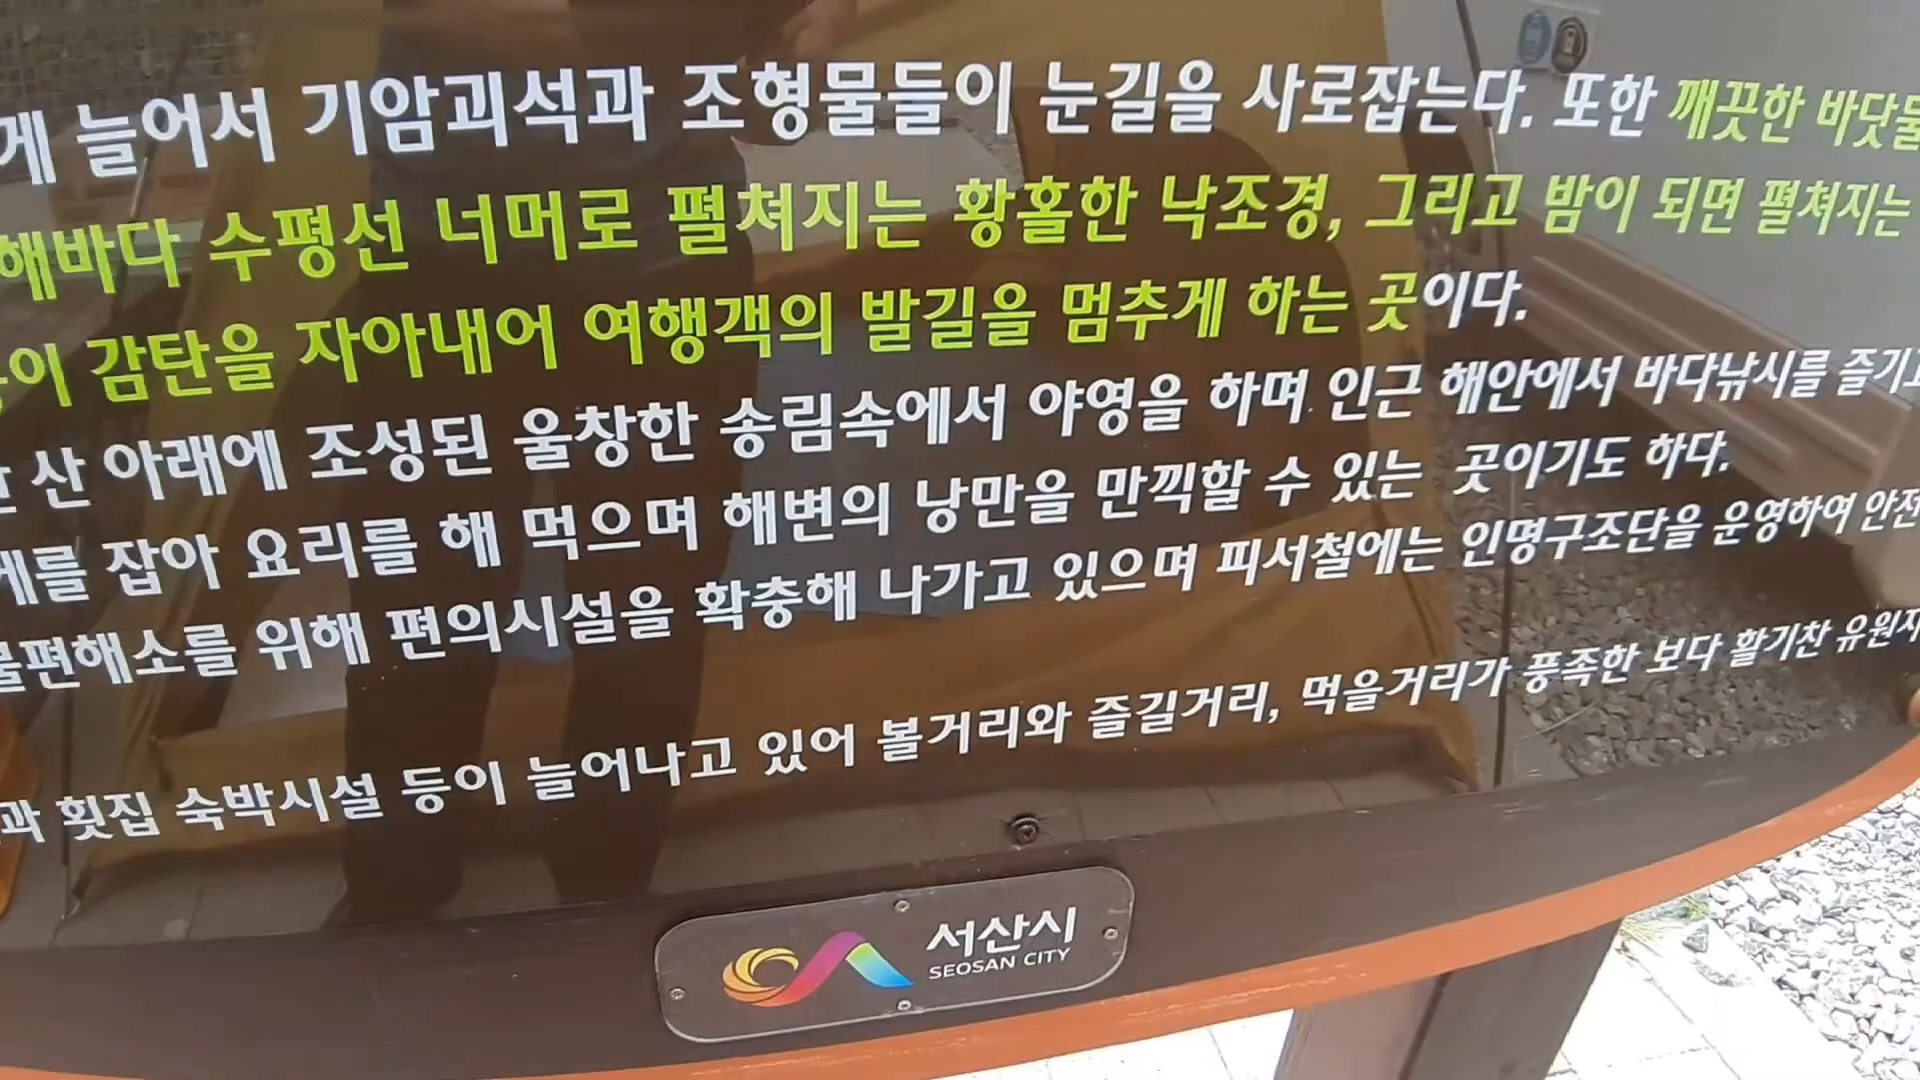 게 늘어서 기암괴석과 조형물들이 눈길을 사로잡는다. 또한 깨끗한 바닷물
해바다 수평선 너머로 펼쳐지는 황홀한 낙조경, 그리고 밤이 되면 펼쳐지는
이 감탄을 자아내어 여행객의 발길을 멈추게 하는 곳이다.
산 아래에 조성된 울창한 송림속에서 야영을 하며 인근 해안에서 바다낚시를 즐기고
게를 잡아 요리를 해 먹으며 해변의 낭만을 만끽할 수 있는 곳이기도 하다.
불편해소를 위해 편의시설을 확충해 나가고 있으며 피서철에는 인명구조단을 운영하여 안전
과 횟집 숙박시설 등이 늘어나고 있어 볼거리와 즐길거리, 먹을거리가 풍족한 보다 활기찬 유원지
서산시
SEOSAN CITY